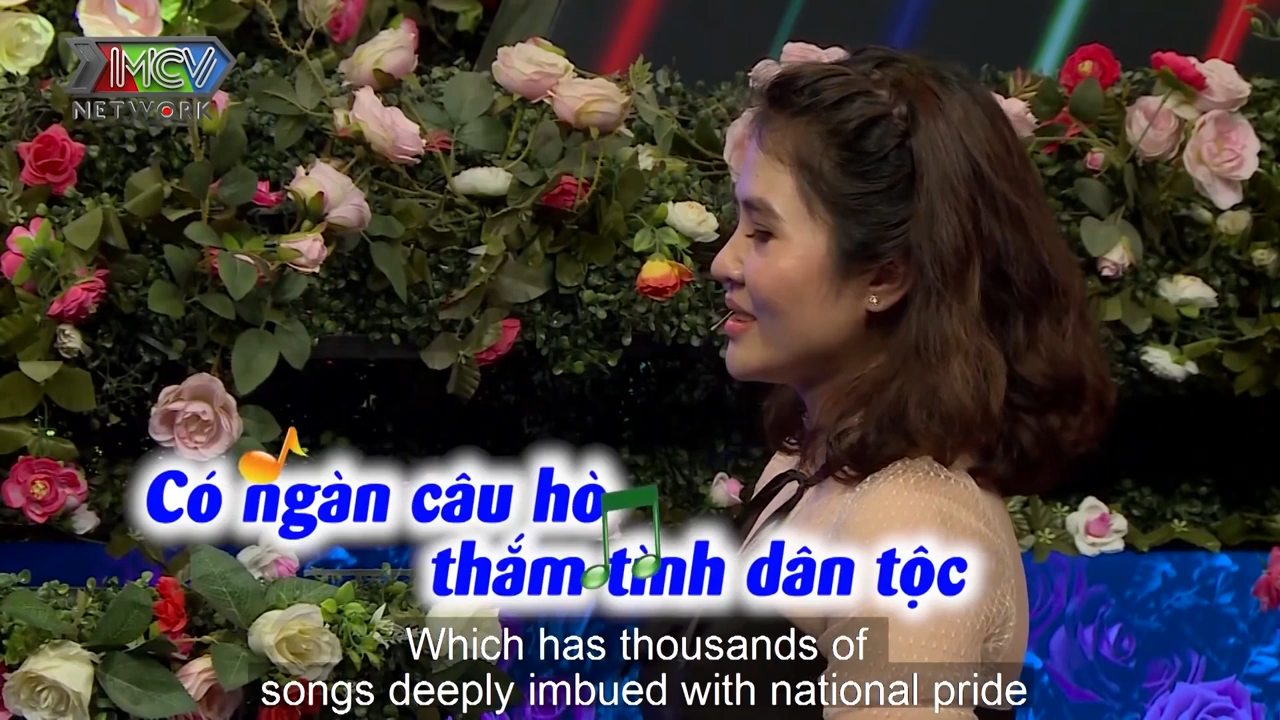 MCV
NETWORK
Có ngàn câu hò
thắm tình dân tộc
Which has thousands of
songs deeply imbued with national pride